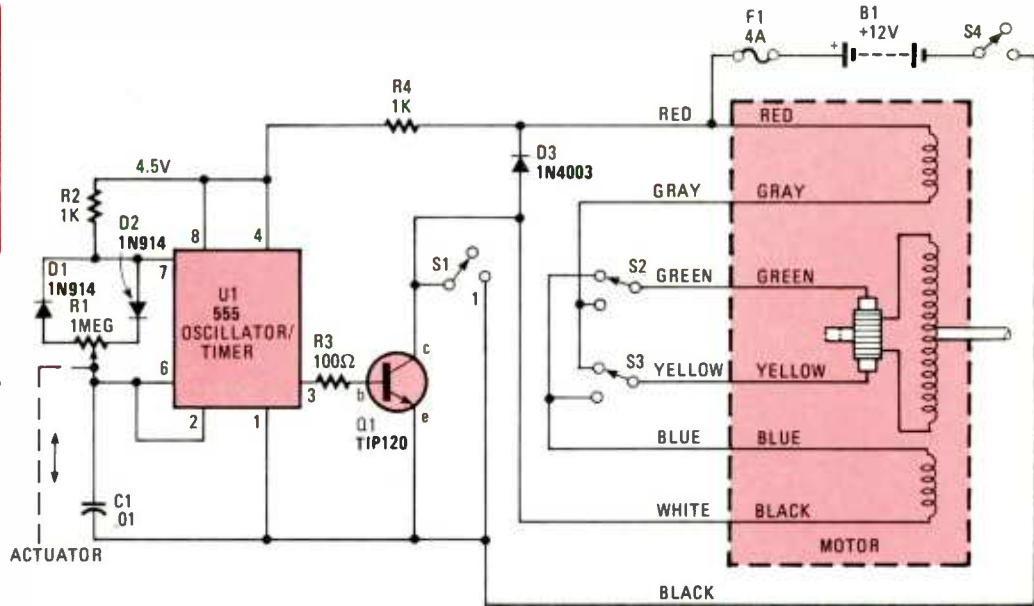 F1
4A
B1
+12V
+
S4
R4
1K
RED
RED
D3
1N4003
4.5V
R2
1K
D2
1N914
GRAY
GRAY
8
4
7
D1
1N914
R1
1MEG
U1
555
OSCILLATOR/
TIMER
S1
1
S2
GREEN
GREEN
R3
100Ω
6
3
2
1
b
c
e
Q1
TIP120
S3
YELLOW
YELLOW
BLUE
BLUE
C1
.01
WHITE
BLACK
ACTUATOR
MOTOR
BLACK